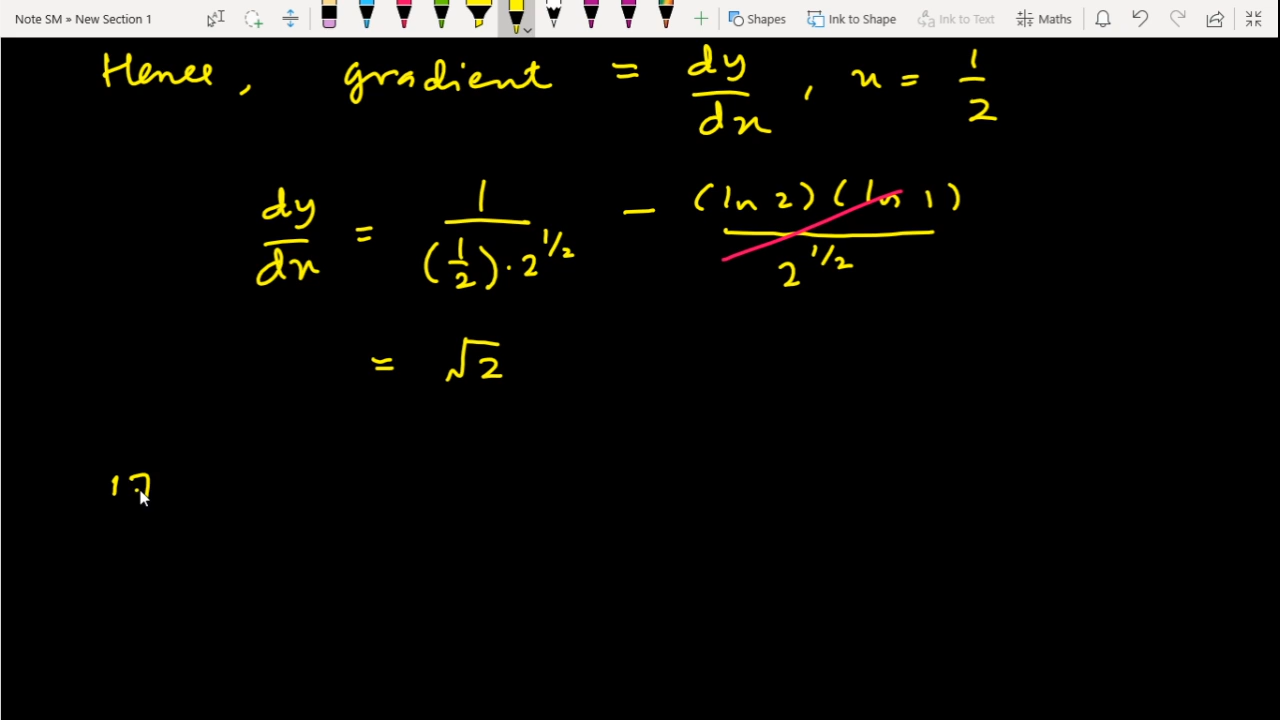 Note SM » New Section 1 Shapes Ink to Shape Ink to Text Maths
Hence, gradient = dy/dx, x = 1/2
dy/dx = 1/((1/2)·2^1/2) − (ln 2)(ln 1)/2^1/2
= √2
17